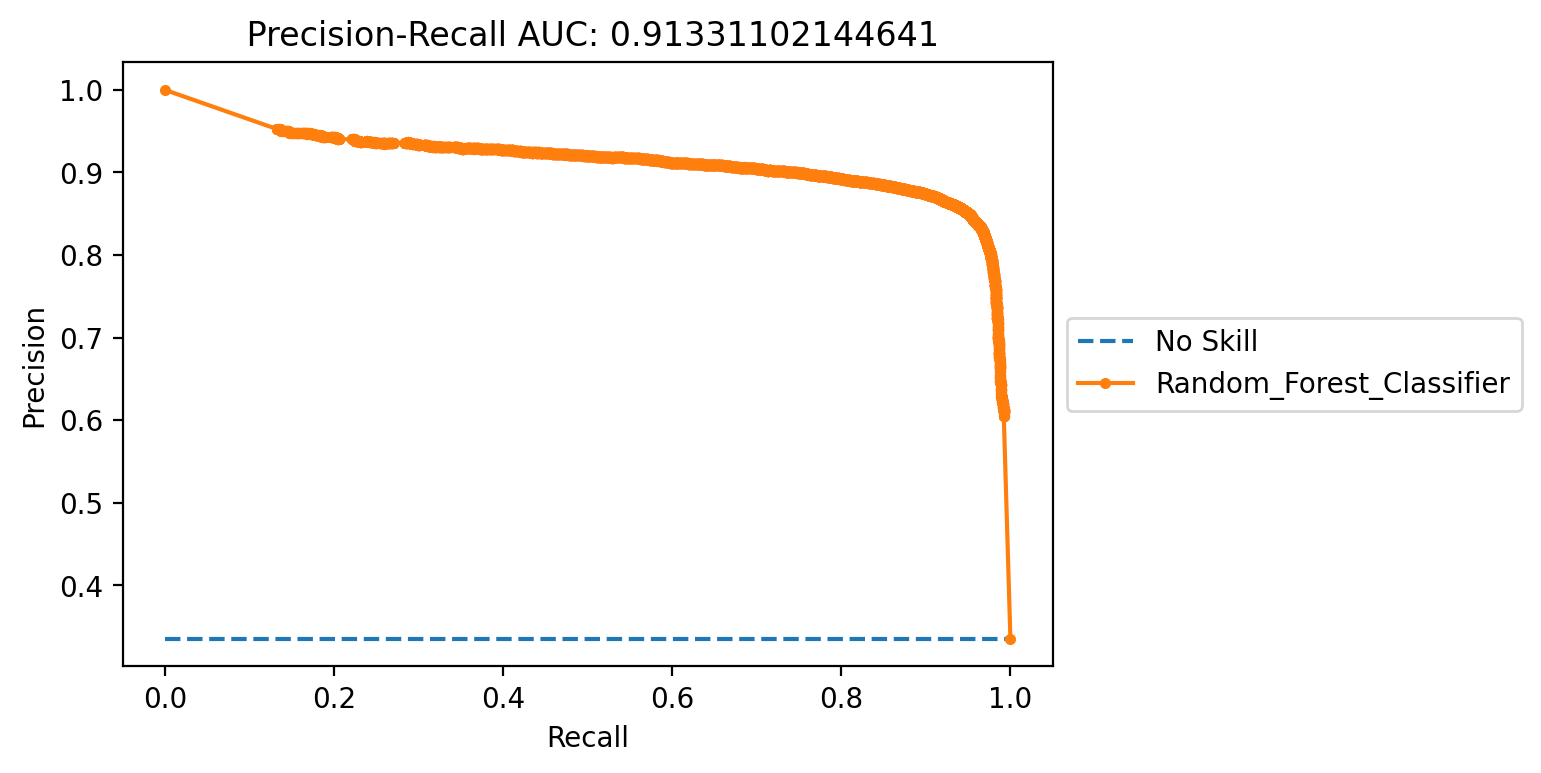 Precision-Recall AUC: 0.91331102144641
1.0
0.9
0.8
0.7
0.6
0.5
0.4
Precision
0.0 0.2 0.4 0.6 0.8 1.0
Recall
No Skill
Random_Forest_Classifier